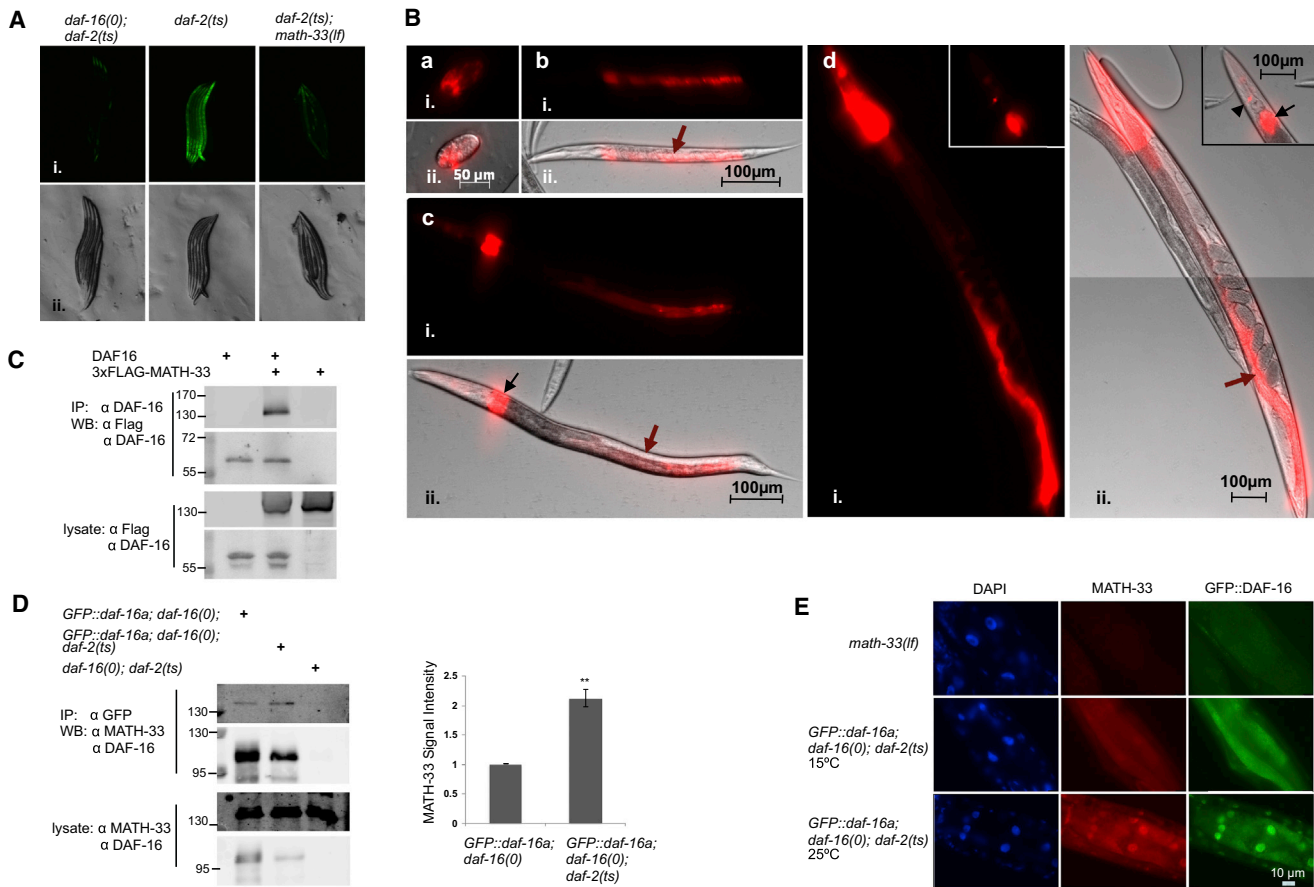 A
daf-16(0);
daf-2(ts)
daf-2(ts)
daf-2(ts);
math-33(lf)
i.
ii.
B
a
i.
ii.
50 µm
b
i.
ii.
100µm
c
i.
ii.
100µm
d
i.
100µm
ii.
100µm
C
DAF16
+
+
3xFLAG-MATH-33
+
+
IP: α DAF-16
WB: α Flag
α DAF-16
170
130
72
55
lysate: α Flag
α DAF-16
130
55
D
GFP::daf-16a; daf-16(0);
+
GFP::daf-16a; daf-16(0);
daf-2(ts)
+
daf-16(0); daf-2(ts)
+
IP: α GFP
WB: α MATH-33
α DAF-16
130
130
95
lysate: α MATH-33
α DAF-16
130
95
MATH-33 Signal Intensity
2.5
2
1.5
1
0.5
0
**
GFP::daf-16a;
daf-16(0)
GFP::daf-16a;
daf-16(0);
daf-2(ts)
E
DAPI
MATH-33
GFP::DAF-16
math-33(lf)
GFP::daf-16a;
daf-16(0); daf-2(ts)
15ºC
GFP::daf-16a;
daf-16(0); daf-2(ts)
25ºC
10 µm